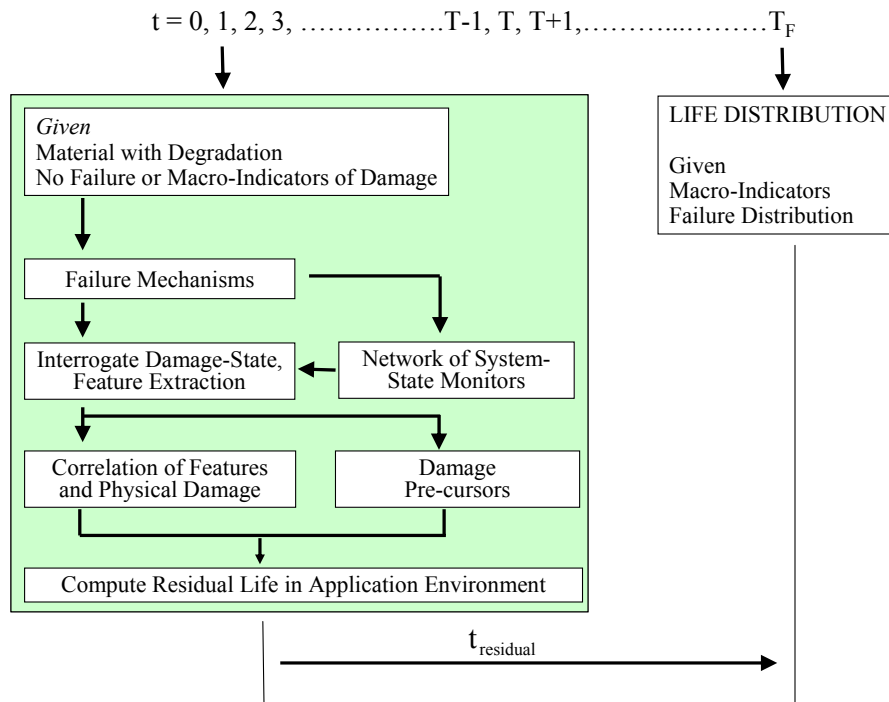 t = 0, 1, 2, 3, ……………T-1, T, T+1,………...………T_F
Given
Material with Degradation
No Failure or Macro-Indicators of Damage
LIFE DISTRIBUTION
Given
Macro-Indicators
Failure Distribution
Failure Mechanisms
Interrogate Damage-State,
Feature Extraction
Network of System-
State Monitors
Correlation of Features
and Physical Damage
Damage
Pre-cursors
Compute Residual Life in Application Environment
t_residual